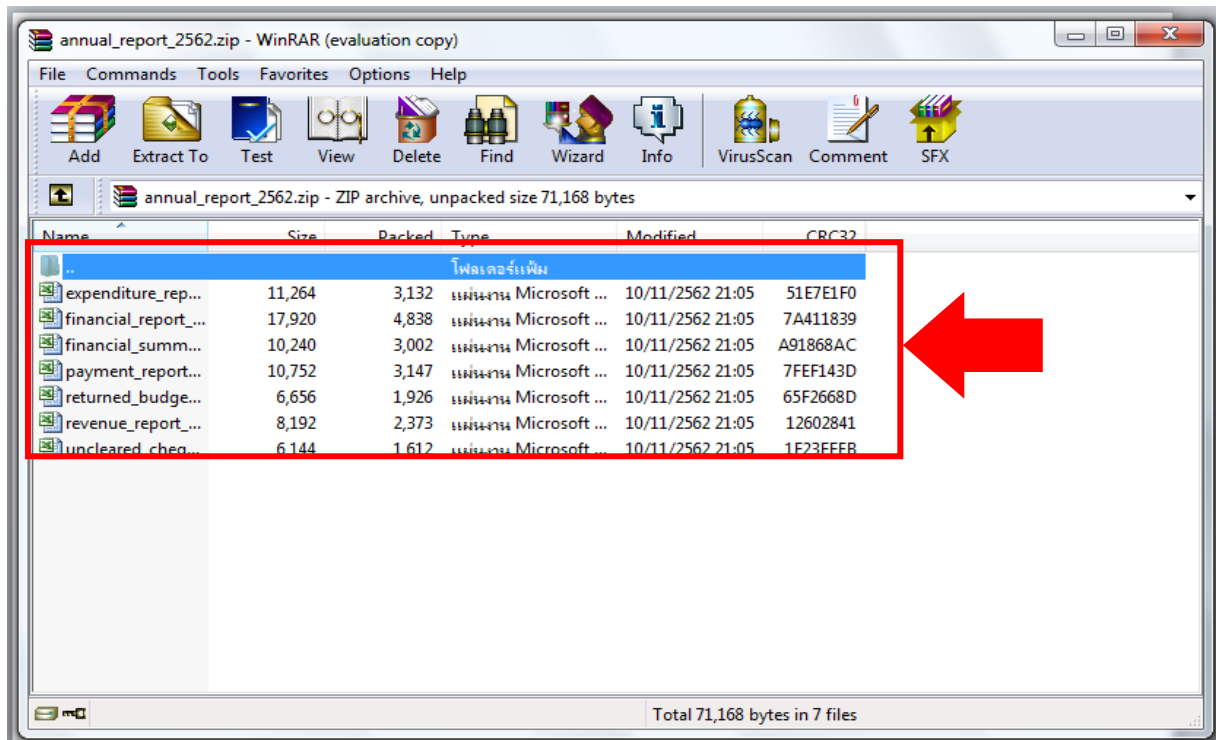 annual_report_2562.zip - WinRAR (evaluation copy)
File Commands Tools Favorites Options Help
Add Extract To Test View Delete Find Wizard Info VirusScan Comment SFX
annual_report_2562.zip - ZIP archive, unpacked size 71,168 bytes
Name Size Packed Type Modified CRC32
.. โฟลเดอร์แฟ้ม
expenditure_rep... 11,264 3,132 แผ่นงาน Microsoft ... 10/11/2562 21:05 51E7E1F0
financial_report_... 17,920 4,838 แผ่นงาน Microsoft ... 10/11/2562 21:05 7A411839
financial_summ... 10,240 3,002 แผ่นงาน Microsoft ... 10/11/2562 21:05 A91868AC
payment_report... 10,752 3,147 แผ่นงาน Microsoft ... 10/11/2562 21:05 7FEF143D
returned_budge... 6,656 1,926 แผ่นงาน Microsoft ... 10/11/2562 21:05 65F2668D
revenue_report_... 8,192 2,373 แผ่นงาน Microsoft ... 10/11/2562 21:05 12602841
uncleared_cheq... 6,144 1,612 แผ่นงาน Microsoft ... 10/11/2562 21:05
Total 71,168 bytes in 7 files